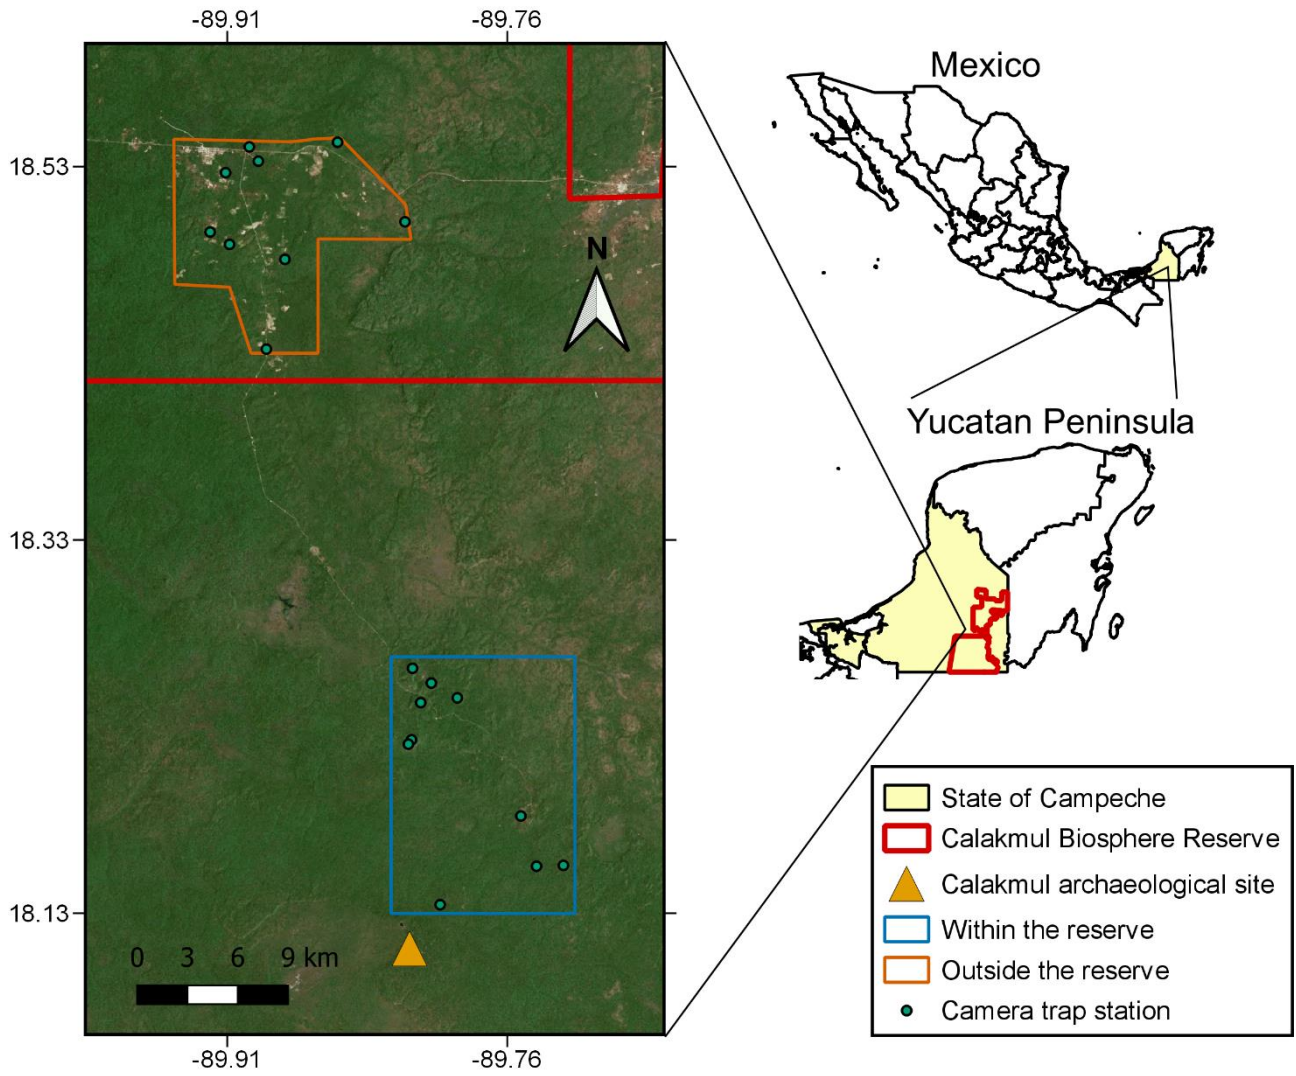 -89.91
-89.76
Mexico
18.53
N
Yucatan Peninsula
18.33
18.13
0 3 6 9 km
-89.91
-89.76
State of Campeche
Calakmul Biosphere Reserve
Calakmul archaeological site
Within the reserve
Outside the reserve
Camera trap station